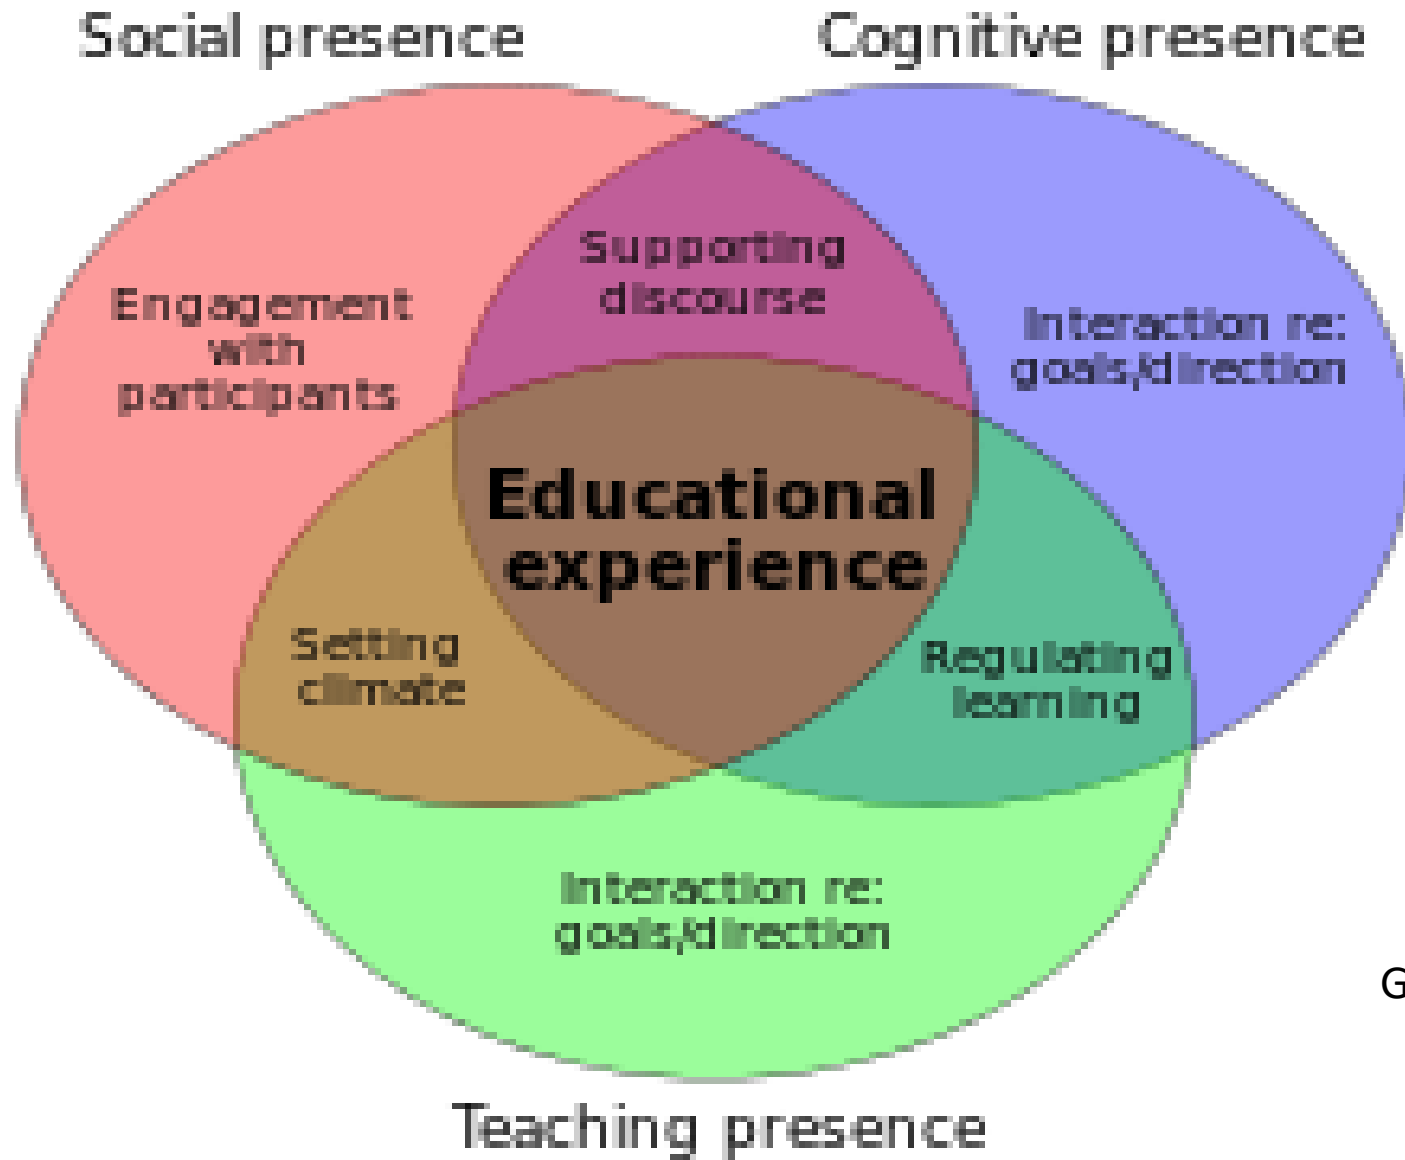 Social presence
Cognitive presence
Supporting
discourse
Engagement
with
participants
Interaction re:
goals/direction
Educational
experience
Setting
climate
Regulating
learning
Interaction re:
goals/direction
G
Teaching presence